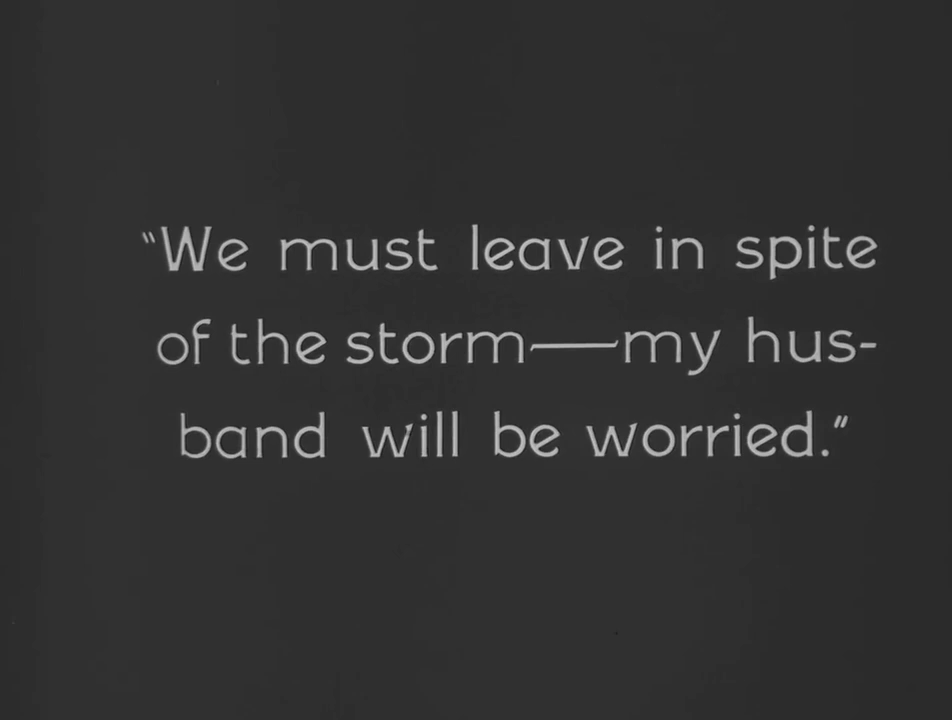 "We must leave in spite
of the storm—my hus-
band will be worried."